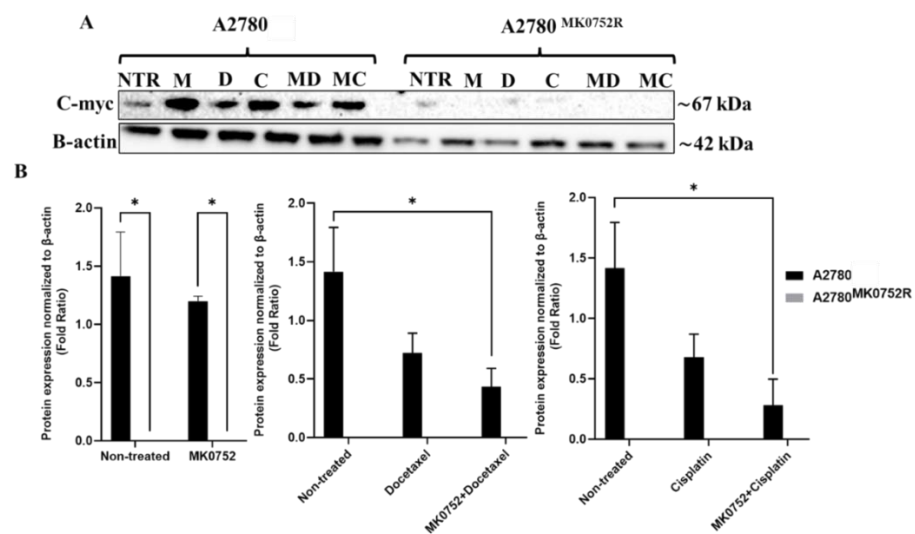 A
A2780
A2780 MK0752R
NTR M D C MD MC NTR M D C MD MC
C-myc ~67 kDa
B-actin ~42 kDa
B
Protein expression normalized to β-actin
(Fold Ratio)
2.0
1.5
1.0
0.5
0.0
* *
Non-treated MK0752
Protein expression normalized to β-actin
(Fold Ratio)
2.0
1.5
1.0
0.5
0.0
*
Non-treated
Docetaxel
MK0752+Docetaxel
Protein expression normalized to β-actin
(Fold Ratio)
2.0
1.5
1.0
0.5
0.0
*
Non-treated
Cisplatin
MK0752+Cisplatin
A2780
A2780MK0752R